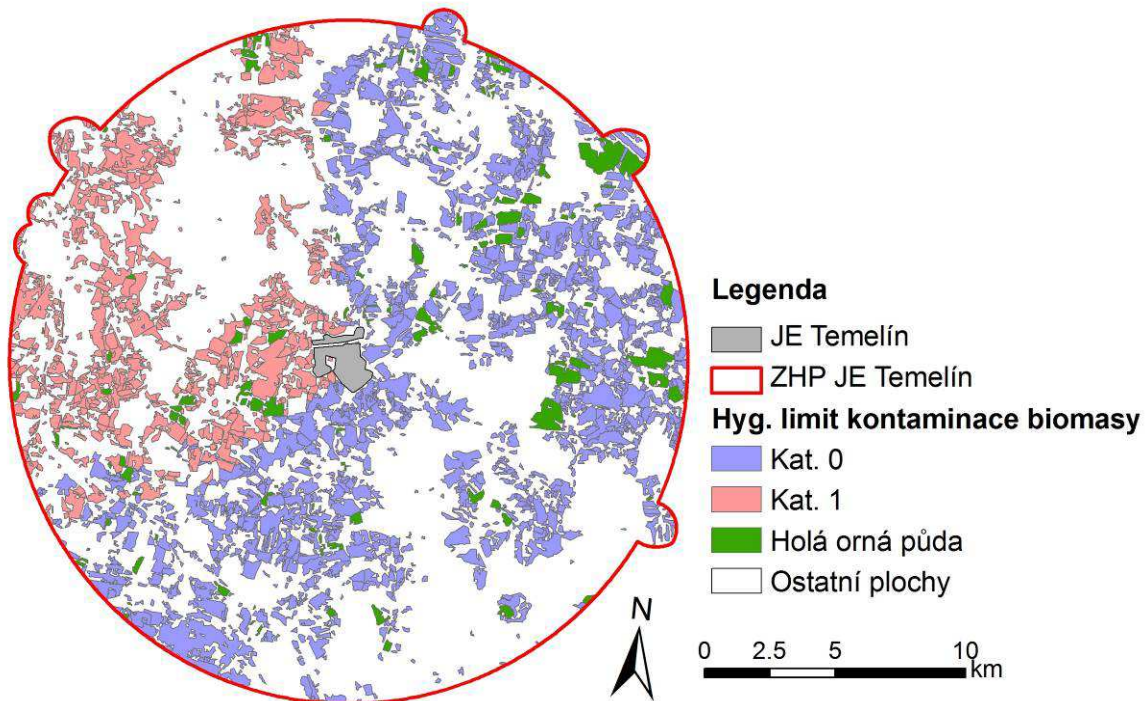 Legenda
JE Temelín
ZHP JE Temelín
Hyg. limit kontaminace biomasy
Kat. 0
Kat. 1
Holá orná půda
Ostatní plochy
N
0 2.5 5 10
km